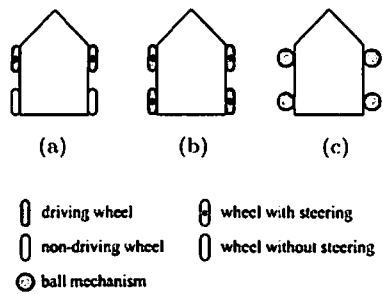 (a) (b) (c)
driving wheel wheel with steering
non-driving wheel wheel without steering
ball mechanism